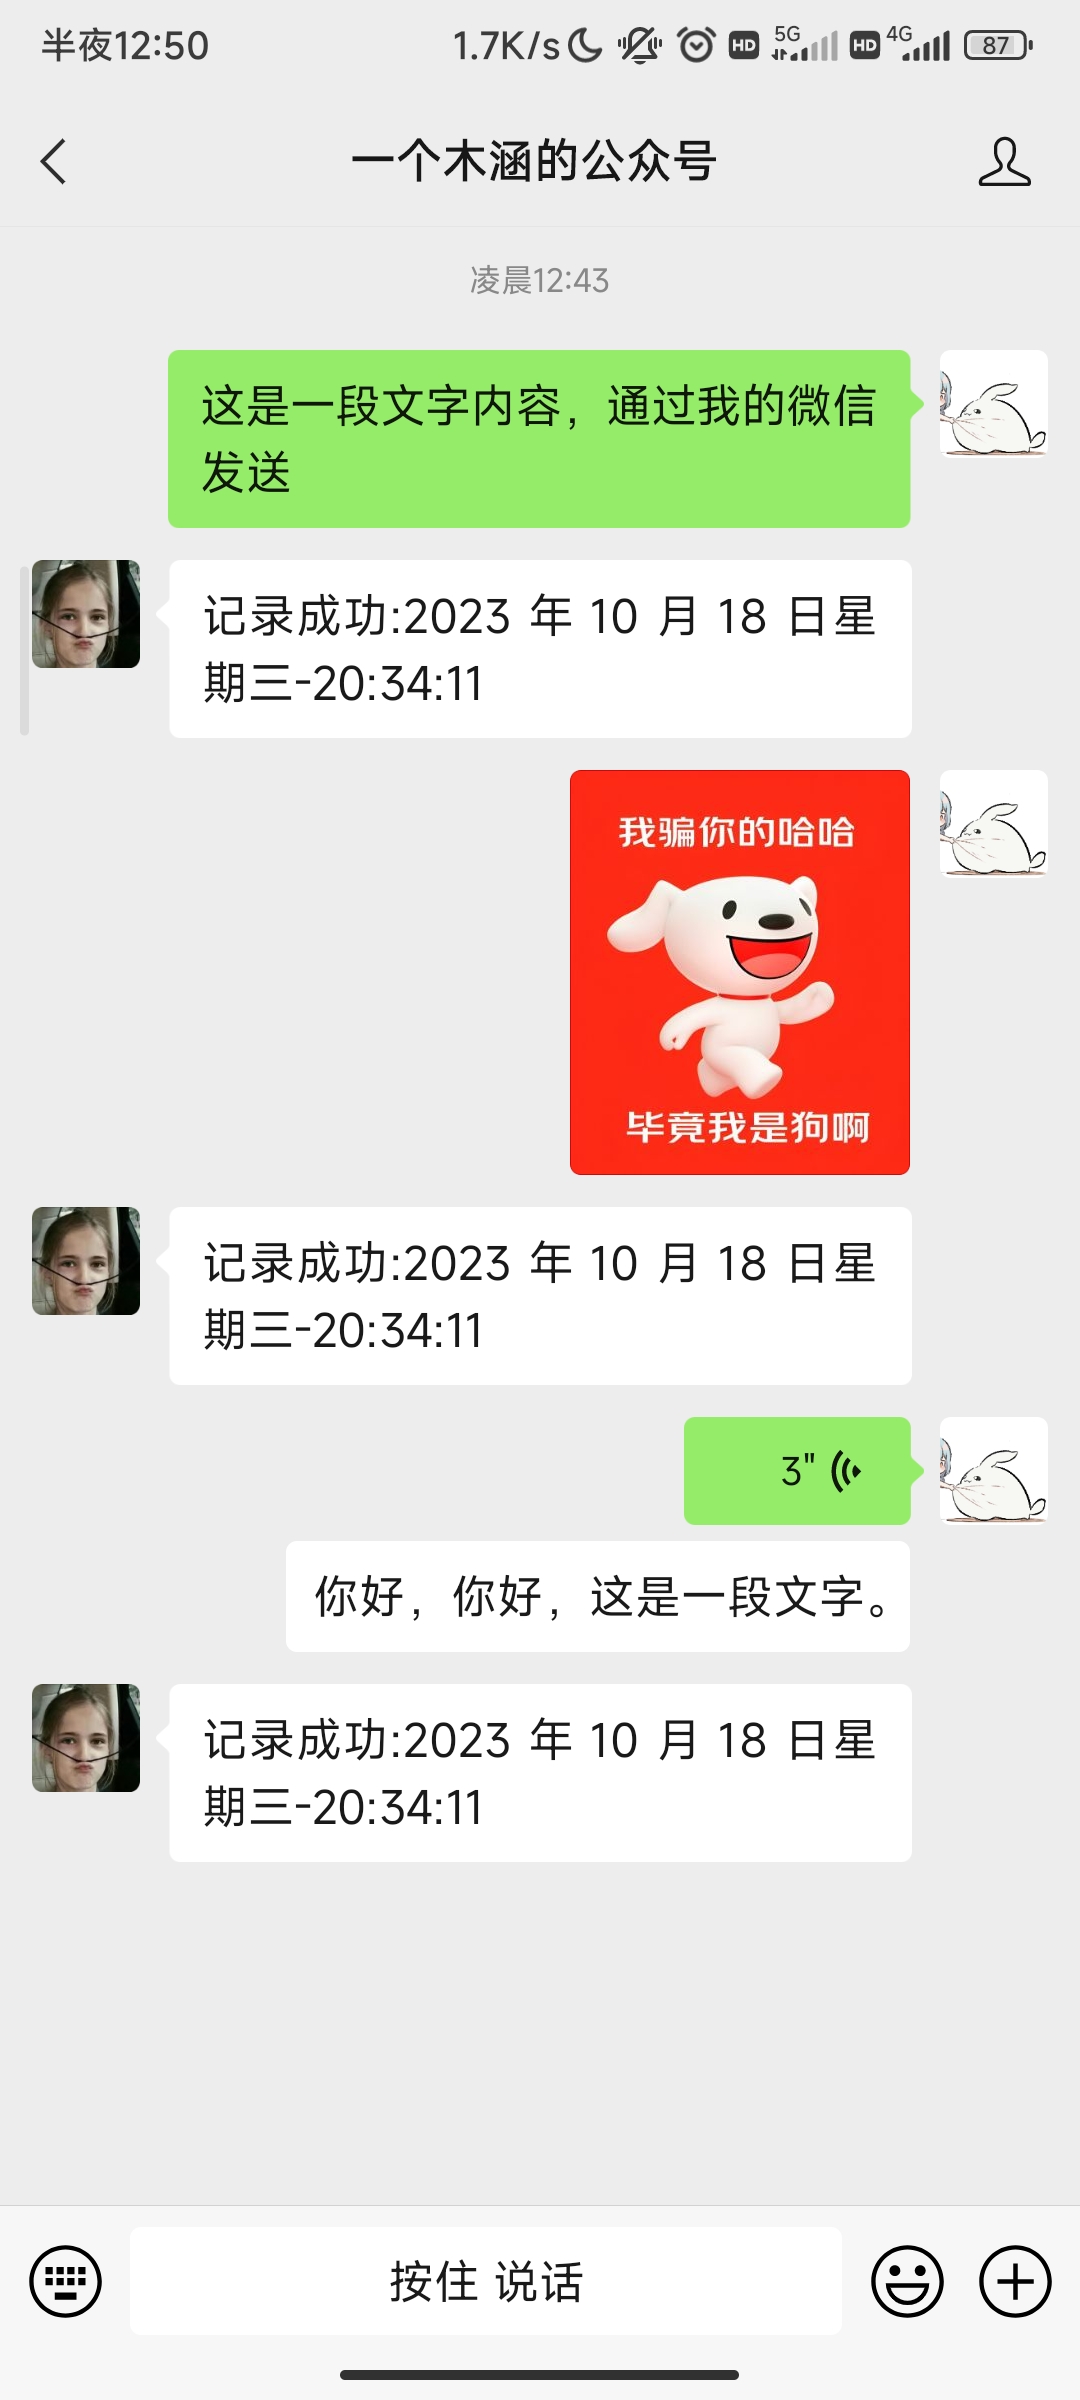 半夜12:50
1.7K/s
HD
5G
HD
4G
87
一个木涵的公众号
凌晨12:43
这是一段文字内容，通过我的微信
发送
记录成功:2023 年 10 月 18 日星
期三-20:34:11
我骗你的哈哈
毕竟我是狗啊
记录成功:2023 年 10 月 18 日星
期三-20:34:11
3"
你好，你好，这是一段文字。
记录成功:2023 年 10 月 18 日星
期三-20:34:11
按住 说话